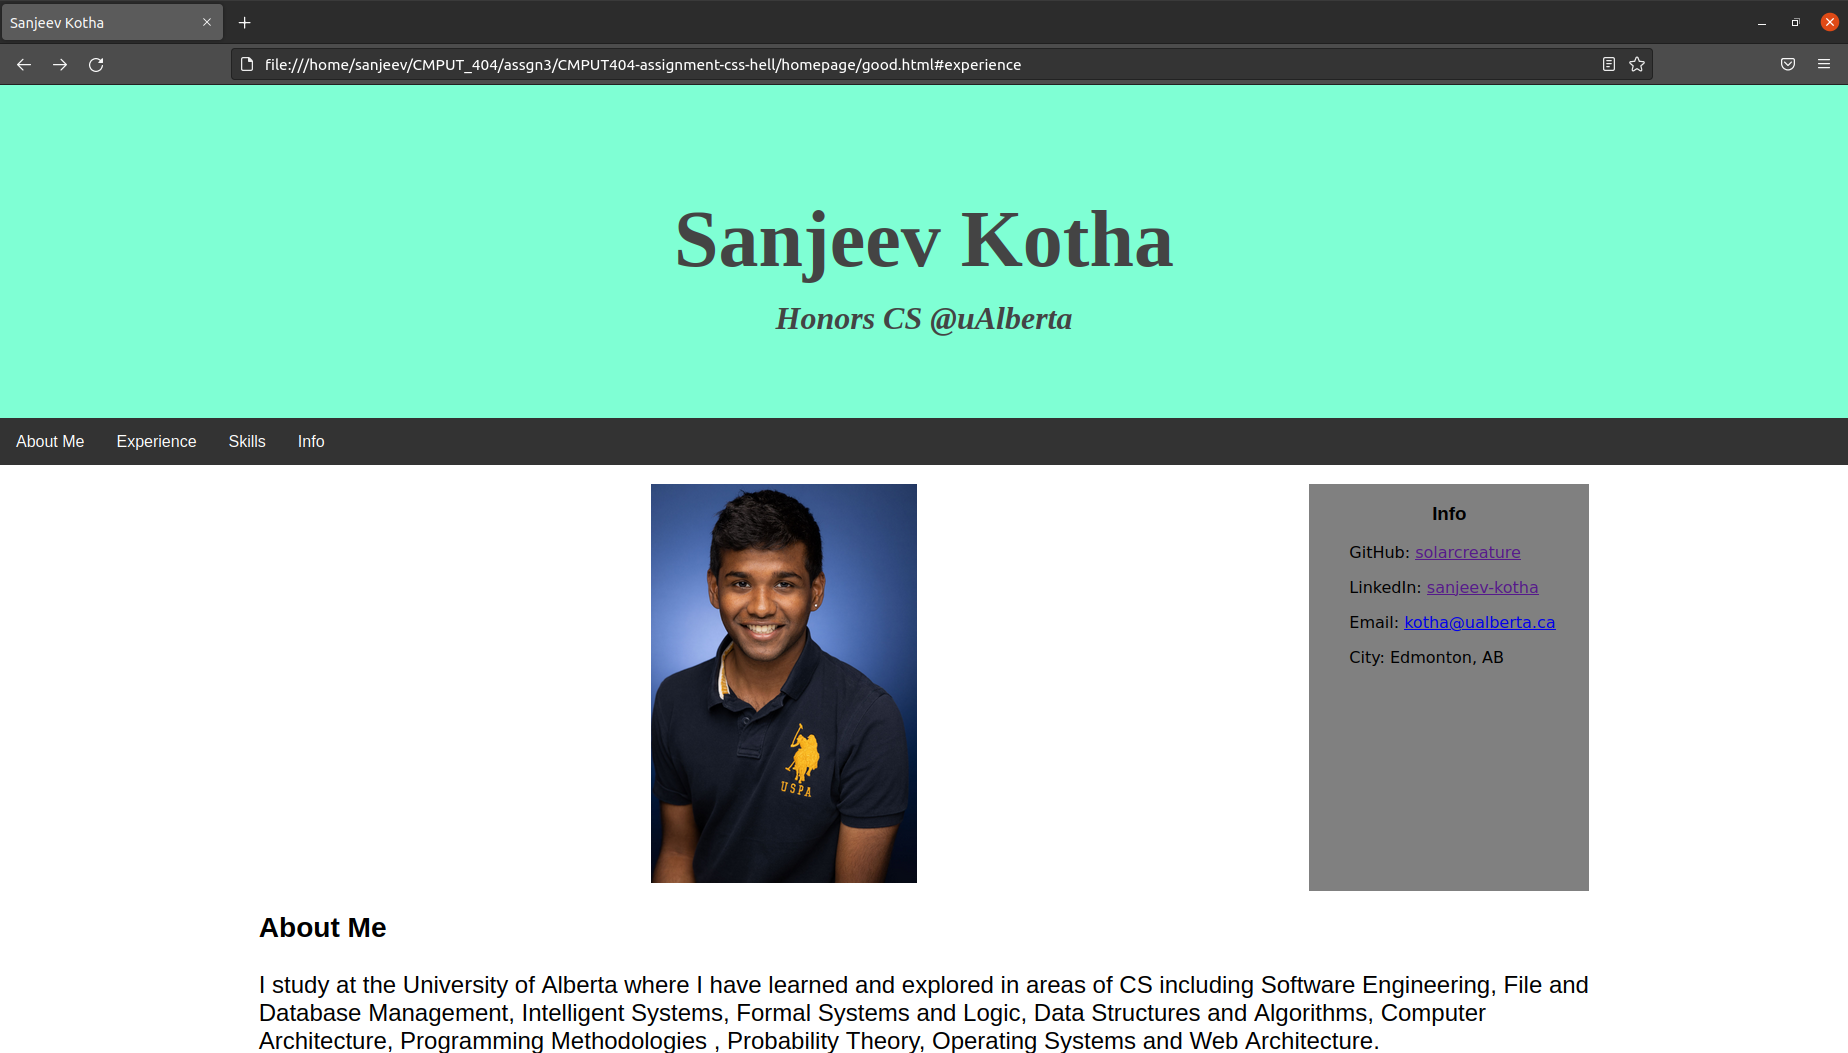 Sanjeev Kotha
file:///home/sanjeev/CMPUT_404/assgn3/CMPUT404-assignment-css-hell/homepage/good.html#experience
Sanjeev Kotha
Honors CS @uAlberta
About Me Experience Skills Info
USPA
Info
GitHub: solarcreature
LinkedIn: sanjeev-kotha
Email: kotha@ualberta.ca
City: Edmonton, AB
About Me
I study at the University of Alberta where I have learned and explored in areas of CS including Software Engineering, File and
Database Management, Intelligent Systems, Formal Systems and Logic, Data Structures and Algorithms, Computer
Architecture, Programming Methodologies , Probability Theory, Operating Systems and Web Architecture.